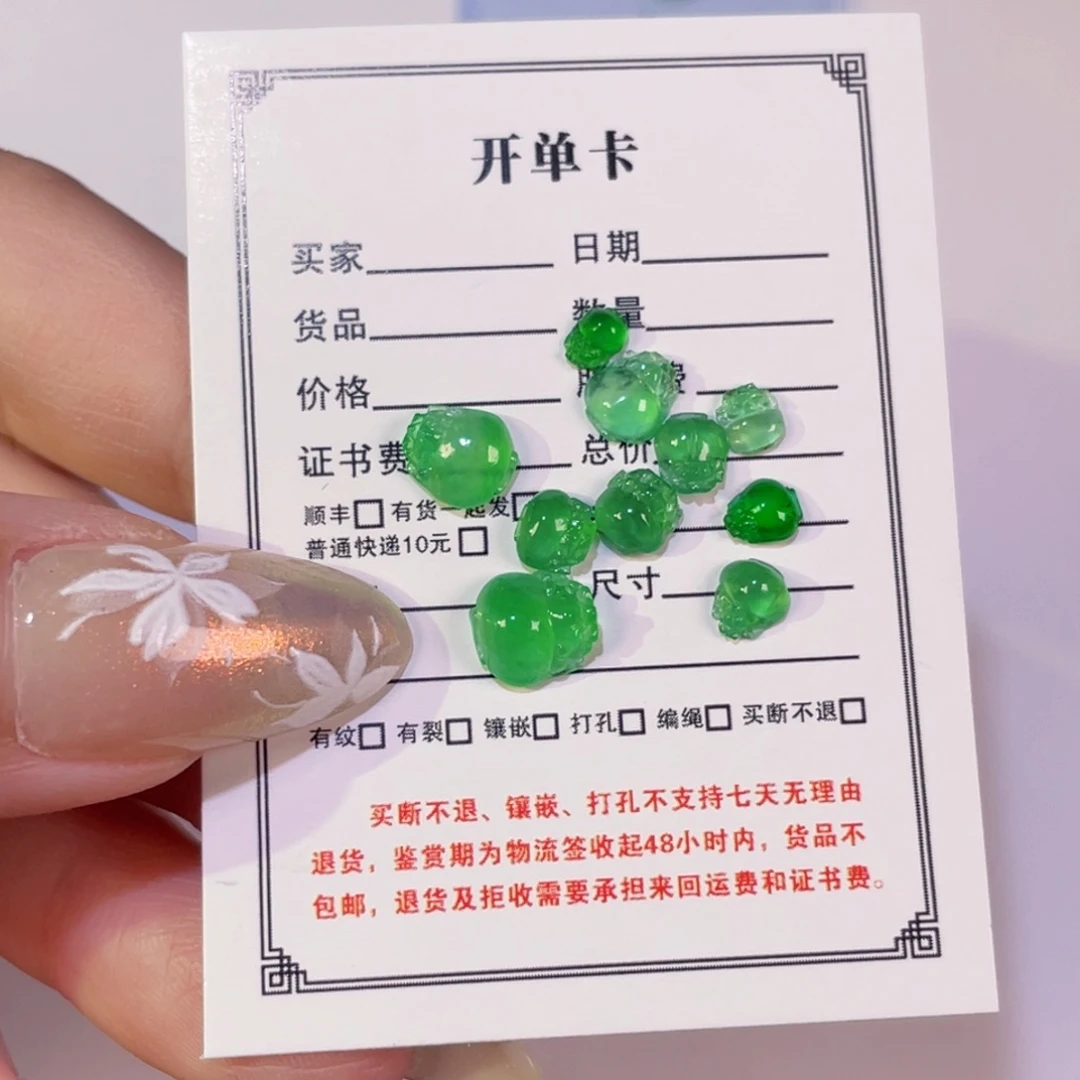 开单卡
买家 日期
货品 数量
价格 费
证书费 总价
顺丰 有货一起发
普通快递10元
尺寸
有纹 有裂 镶嵌 打孔 编绳 买断不退
买断不退、镶嵌、打孔不支持七天无理由
退货，鉴赏期为物流签收起48小时内，货品不
包邮，退货及拒收需要承担来回运费和证书费。